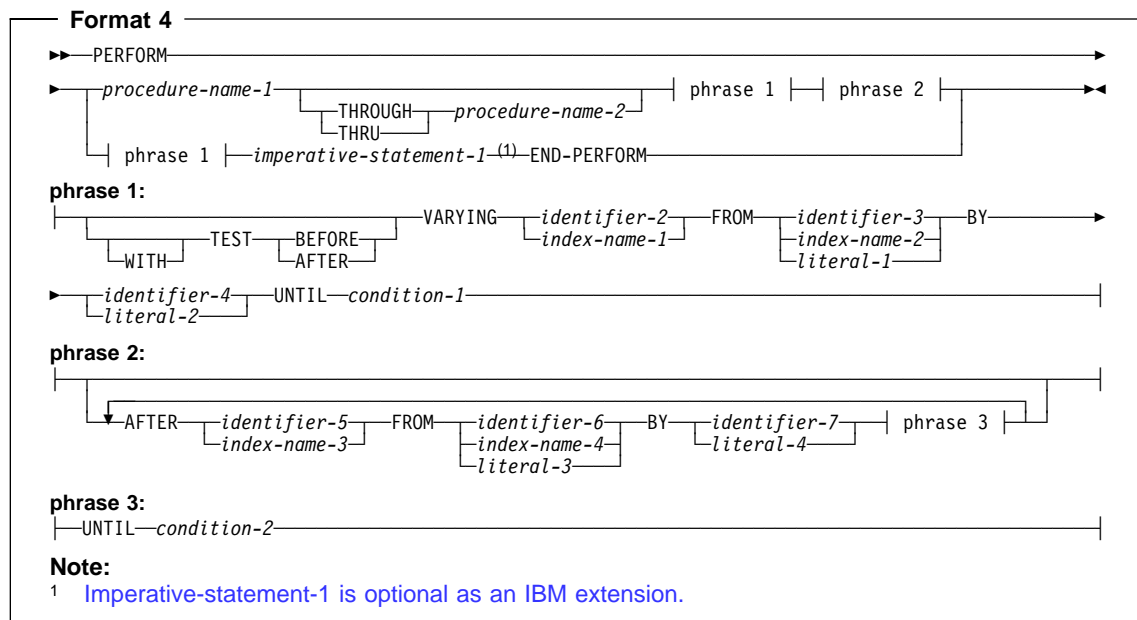 Format 4
PERFORM
procedure-name-1 phrase 1 phrase 2
THROUGH procedure-name-2
THRU
phrase 1 imperative-statement-1 (1) END-PERFORM
phrase 1:
VARYING identifier-2 FROM identifier-3 BY
WITH TEST BEFORE index-name-1 index-name-2
AFTER literal-1
identifier-4 UNTIL condition-1
literal-2
phrase 2:
AFTER identifier-5 FROM identifier-6 BY identifier-7 phrase 3
index-name-3 index-name-4 literal-4
literal-3
phrase 3:
UNTIL condition-2
Note:
1 Imperative-statement-1 is optional as an IBM extension.